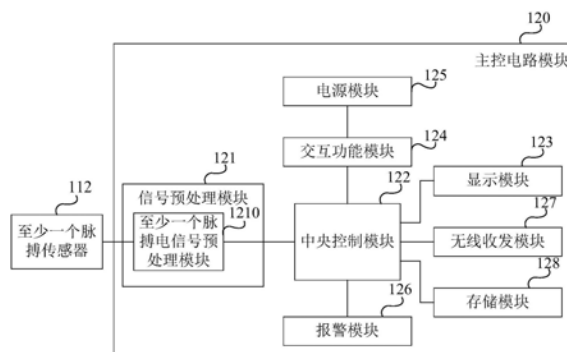 120
主控电路模块
125
电源模块
124
交互功能模块
121
信号预处理模块
1210
至少一个脉
搏电信号预
处理模块
112
至少一个脉
搏传感器
122
中央控制模块
123
显示模块
127
无线收发模块
128
存储模块
126
报警模块